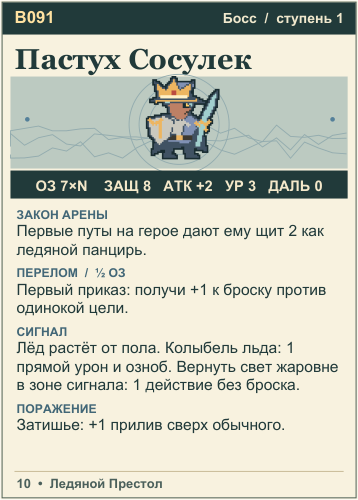 B091
Босс / ступень 1
Пастух Сосулек
ОЗ 7×N ЗАЩ 8 АТК +2 УР 3 ДАЛЬ 0
ЗАКОН АРЕНЫ
Первые путы на герое дают ему щит 2 как
ледяной панцирь.
ПЕРЕЛОМ / ½ ОЗ
Первый приказ: получи +1 к броску против
одинокой цели.
СИГНАЛ
Лёд растёт от пола. Колыбель льда: 1
прямой урон и озноб. Вернуть свет жаровне
в зоне сигнала: 1 действие без броска.
ПОРАЖЕНИЕ
Затишье: +1 прилив сверх обычного.
10 • Ледяной Престол